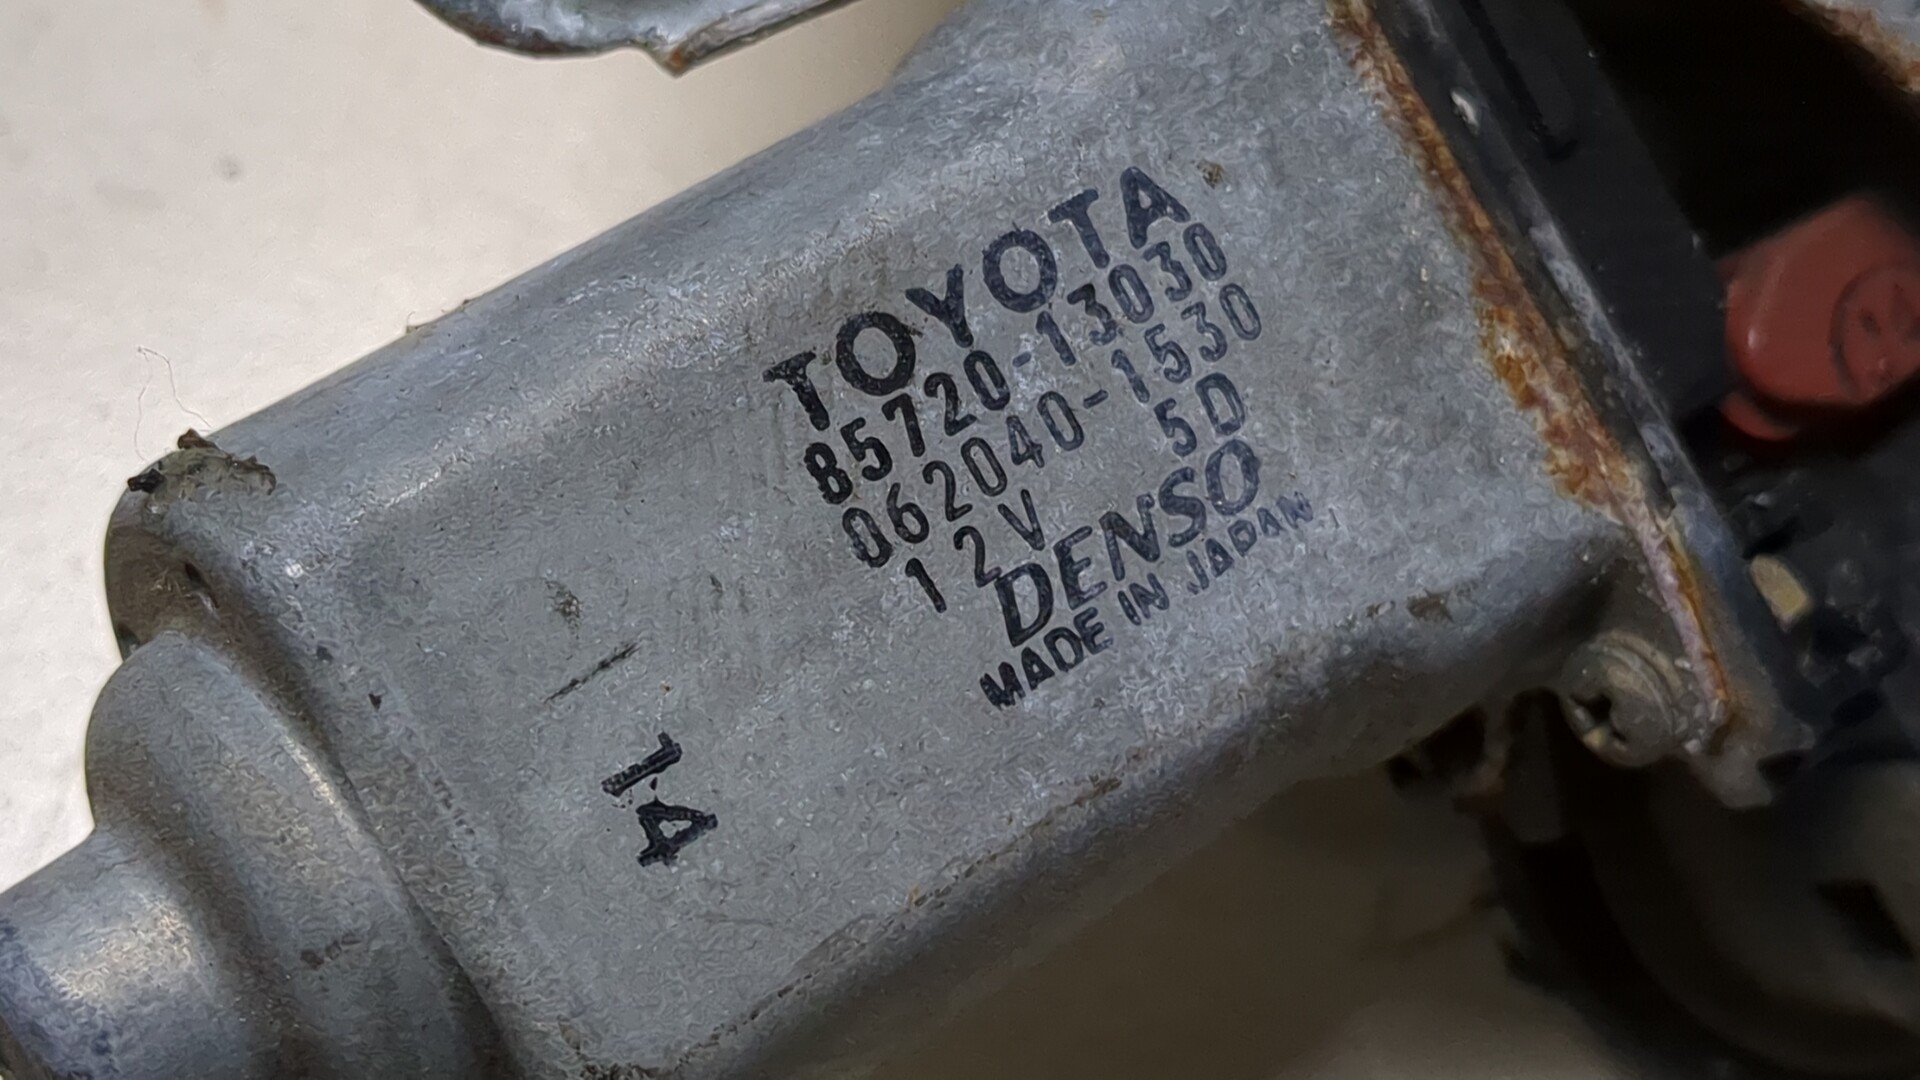 TOYOTA
85720-13030
062040-1530
12V 5D
DENSO
MADE IN JAPAN
14